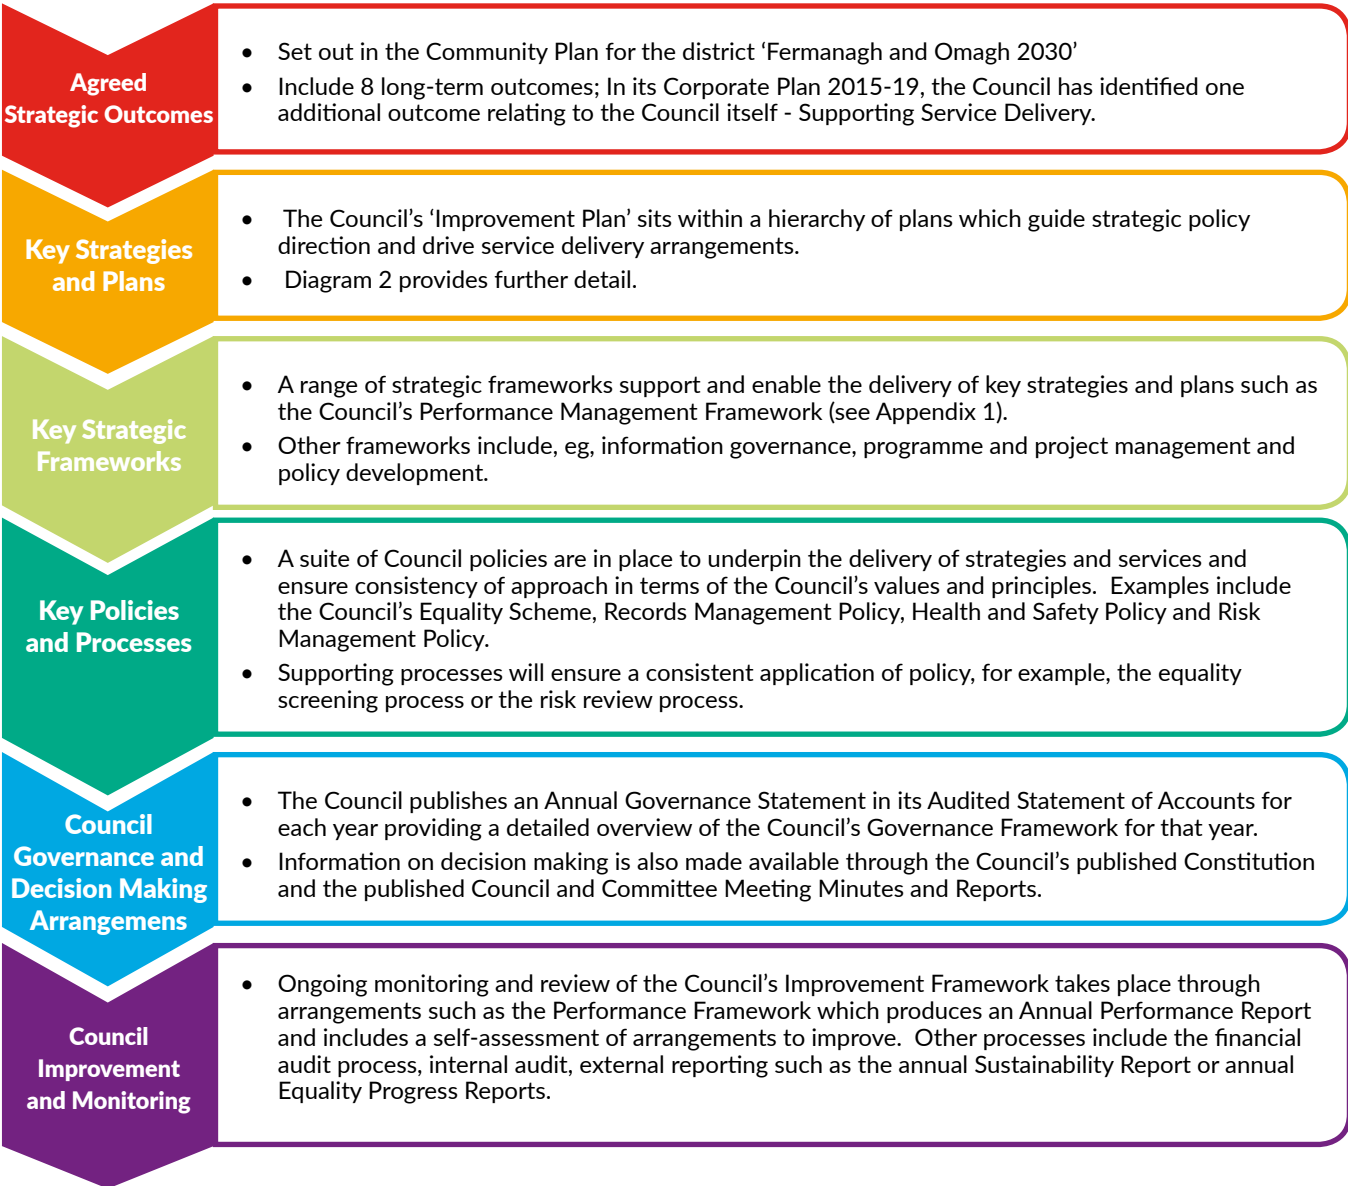 Agreed
Strategic Outcomes
• Set out in the Community Plan for the district ‘Fermanagh and Omagh 2030’
• Include 8 long-term outcomes; In its Corporate Plan 2015-19, the Council has identified one
additional outcome relating to the Council itself - Supporting Service Delivery.
Key Strategies
and Plans
• The Council’s ‘Improvement Plan’ sits within a hierarchy of plans which guide strategic policy
direction and drive service delivery arrangements.
• Diagram 2 provides further detail.
Key Strategic
Frameworks
• A range of strategic frameworks support and enable the delivery of key strategies and plans such as
the Council’s Performance Management Framework (see Appendix 1).
• Other frameworks include, eg, information governance, programme and project management and
policy development.
Key Policies
and Processes
• A suite of Council policies are in place to underpin the delivery of strategies and services and
ensure consistency of approach in terms of the Council’s values and principles. Examples include
the Council’s Equality Scheme, Records Management Policy, Health and Safety Policy and Risk
Management Policy.
• Supporting processes will ensure a consistent application of policy, for example, the equality
screening process or the risk review process.
Council
Governance and
Decision Making
Arrangemens
• The Council publishes an Annual Governance Statement in its Audited Statement of Accounts for
each year providing a detailed overview of the Council’s Governance Framework for that year.
• Information on decision making is also made available through the Council’s published Constitution
and the published Council and Committee Meeting Minutes and Reports.
Council
Improvement
and Monitoring
• Ongoing monitoring and review of the Council’s Improvement Framework takes place through
arrangements such as the Performance Framework which produces an Annual Performance Report
and includes a self-assessment of arrangements to improve. Other processes include the financial
audit process, internal audit, external reporting such as the annual Sustainability Report or annual
Equality Progress Reports.